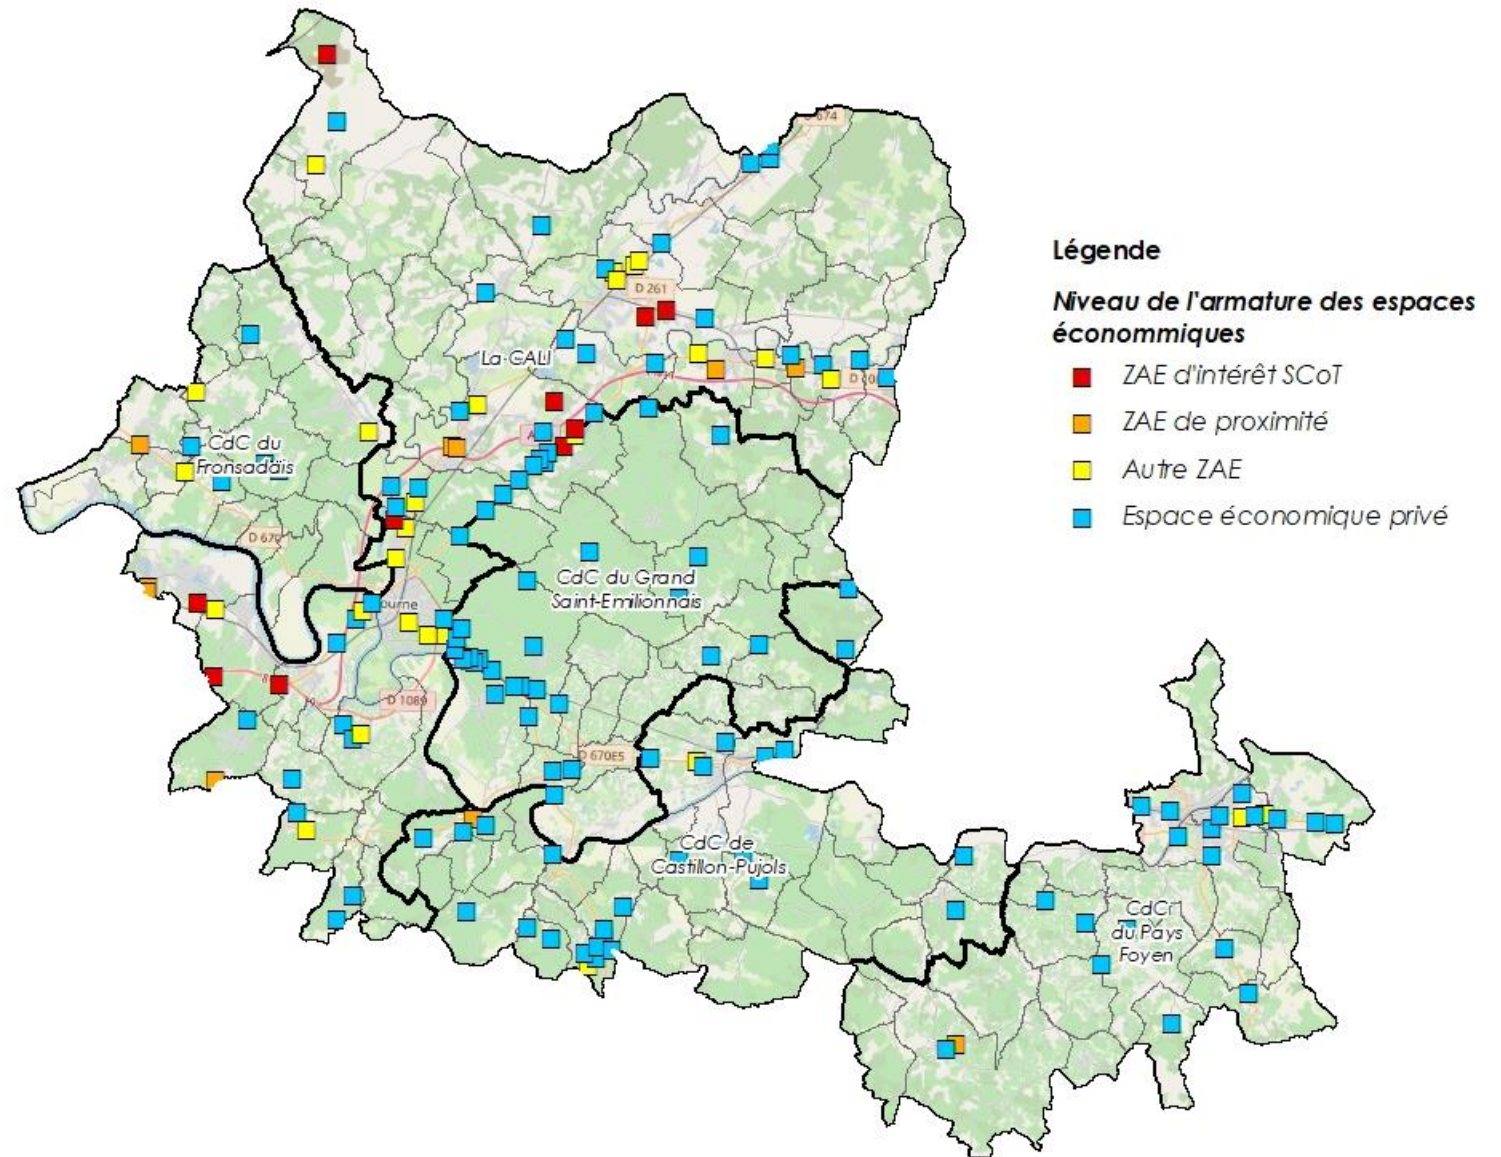 Légende
Niveau de l'armature des espaces
économmiques
ZAE d'intérêt SCoT
ZAE de proximité
Autre ZAE
Espace économique privé
D 261
La CALI
CdC du
Fronsadais
CdC du Grand
Saint-Emilionnais
ourne
D 1089
D 670E5
CdC de
Castillon-Pujols
du Pays
Foyen